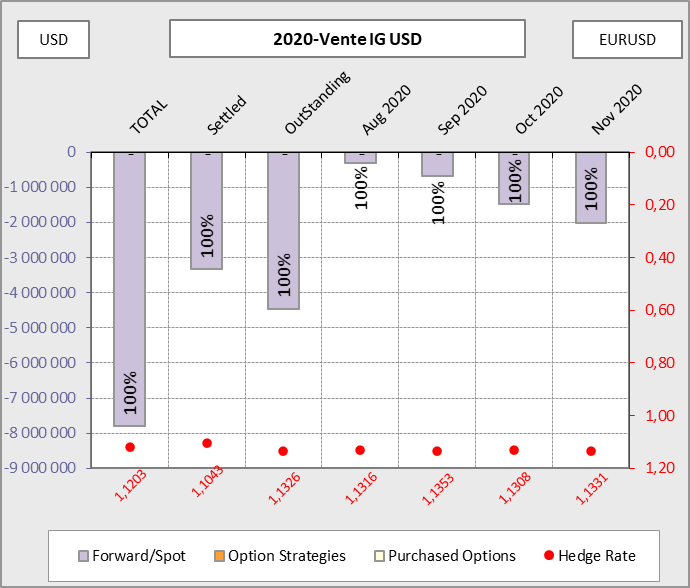 USD
2020-Vente IG USD
EURUSD
TOTAL
Settled
OutStanding
Aug 2020
Sep 2020
Oct 2020
Nov 2020
0
-1 000 000
-2 000 000
-3 000 000
-4 000 000
-5 000 000
-6 000 000
-7 000 000
-8 000 000
-9 000 000
100%
100%
100%
100%
100%
100%
100%
0,00
0,20
0,40
0,60
0,80
1,00
1,20
1,1203
1,1043
1,1326
1,1316
1,1353
1,1308
1,1331
Forward/Spot
Option Strategies
Purchased Options
Hedge Rate